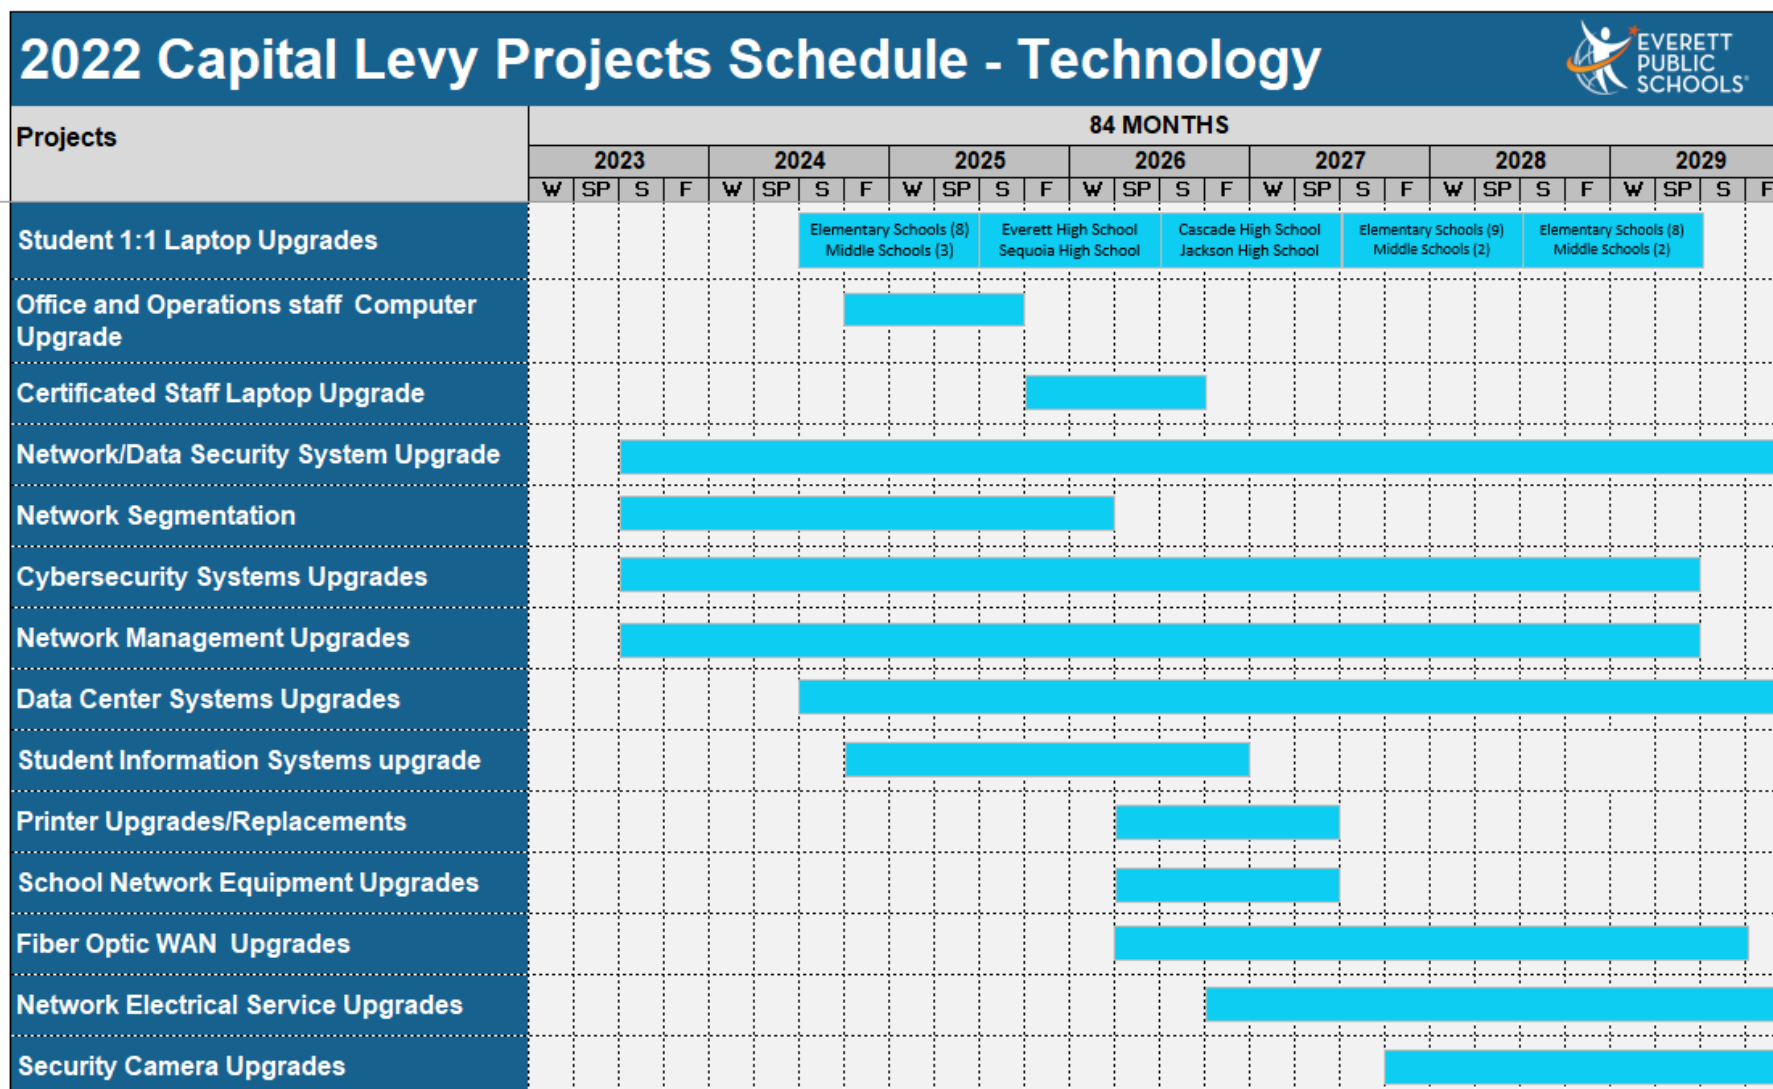 2022 Capital Levy Projects Schedule - Technology
EVERETT
PUBLIC
SCHOOLS
Projects
84 MONTHS
2023 2024 2025 2026 2027 2028 2029
W SP S F W SP S F W SP S F W SP S F W SP S F W SP S F W SP S F
Student 1:1 Laptop Upgrades
Elementary Schools (8)
Middle Schools (3)
Everett High School
Sequoia High School
Cascade High School
Jackson High School
Elementary Schools (9)
Middle Schools (2)
Elementary Schools (8)
Middle Schools (2)
Office and Operations staff Computer
Upgrade
Certificated Staff Laptop Upgrade
Network/Data Security System Upgrade
Network Segmentation
Cybersecurity Systems Upgrades
Network Management Upgrades
Data Center Systems Upgrades
Student Information Systems upgrade
Printer Upgrades/Replacements
School Network Equipment Upgrades
Fiber Optic WAN Upgrades
Network Electrical Service Upgrades
Security Camera Upgrades